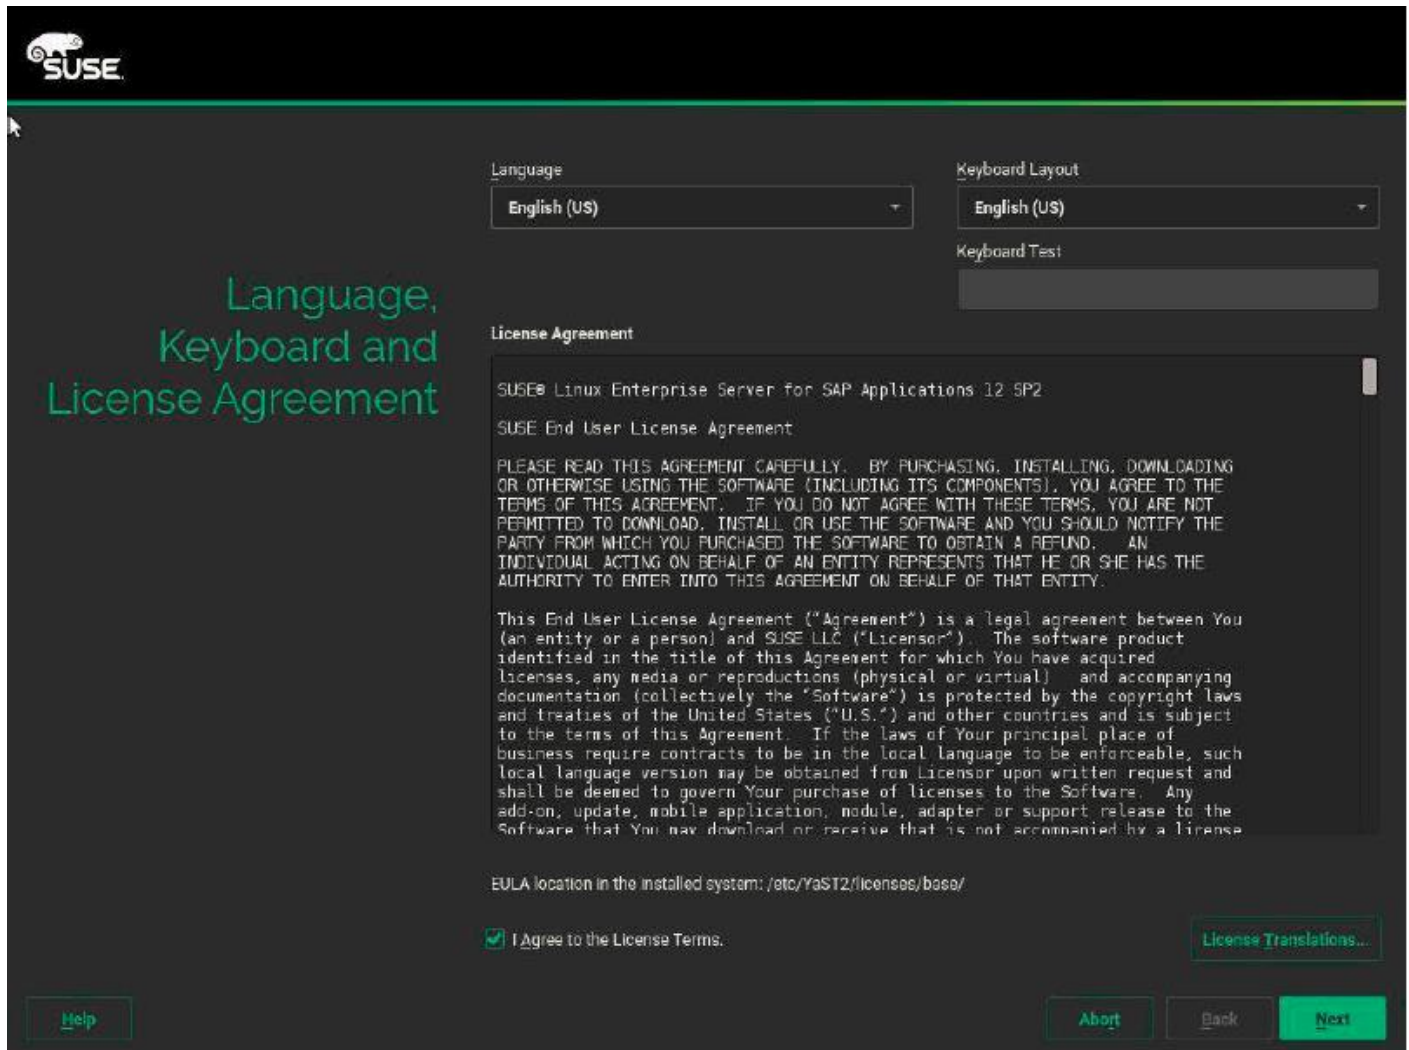 SUSE.
Language
Keyboard Layout
English (US)
English (US)
Keyboard Test
Language,
Keyboard and
License Agreement
License Agreement
SUSE® Linux Enterprise Server for SAP Applications 12 SP2
SUSE End User License Agreement
PLEASE READ THIS AGREEMENT CAREFULLY.  BY PURCHASING, INSTALLING, DOWNLOADING
OR OTHERWISE USING THE SOFTWARE (INCLUDING ITS COMPONENTS), YOU AGREE TO THE
TERMS OF THIS AGREEMENT.  IF YOU DO NOT AGREE WITH THESE TERMS, YOU ARE NOT
PERMITTED TO DOWNLOAD, INSTALL OR USE THE SOFTWARE AND YOU SHOULD NOTIFY THE
PARTY FROM WHICH YOU PURCHASED THE SOFTWARE TO OBTAIN A REFUND.   AN
INDIVIDUAL ACTING ON BEHALF OF AN ENTITY REPRESENTS THAT HE OR SHE HAS THE
AUTHORITY TO ENTER INTO THIS AGREEMENT ON BEHALF OF THAT ENTITY.
This End User License Agreement ("Agreement") is a legal agreement between You
(an entity or a person) and SUSE LLC ("Licensor").  The software product
identified in the title of this Agreement for which You have acquired
licenses, any media or reproductions (physical or virtual)   and accompanying
documentation (collectively the "Software") is protected by the copyright laws
and treaties of the United States ("U.S.") and other countries and is subject
to the terms of this Agreement.  If the laws of Your principal place of
business require contracts to be in the local language to be enforceable, such
local language version may be obtained from Licensor upon written request and
shall be deemed to govern Your purchase of licenses to the Software.  Any
add-on, update, mobile application, module, adapter or support release to the
Software that You may download or receive that is not accompanied by a license
EULA location in the installed system: /etc/YaST2/licenses/base/
I Agree to the License Terms.
License Translations...
Help
Abort
Back
Next